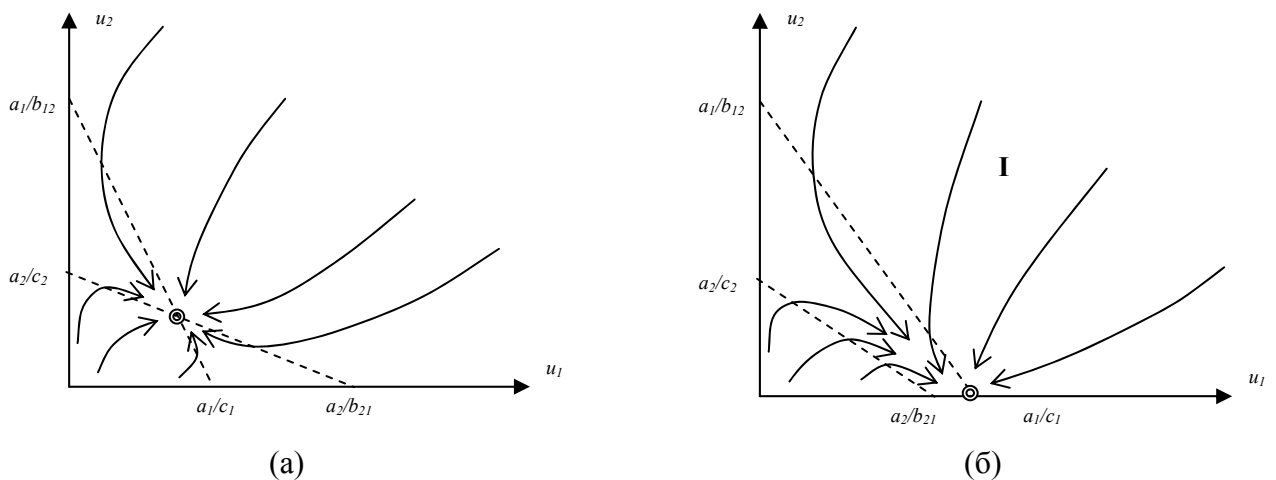 u₂
a₁/b₁₂
a₂/c₂
u₁
a₁/c₁
a₂/b₂₁
(а)
u₂
a₁/b₁₂
I
a₂/c₂
u₁
a₂/b₂₁
a₁/c₁
(б)